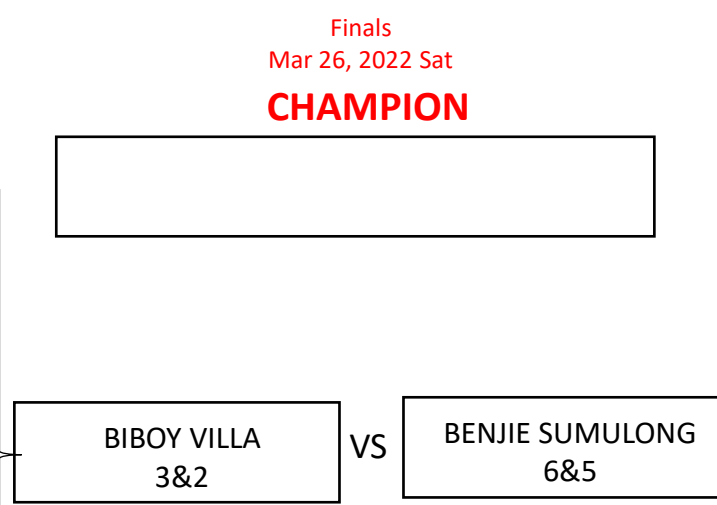 Finals
Mar 26, 2022 Sat
CHAMPION
BIBOY VILLA
3&2
VS
BENJIE SUMULONG
6&5